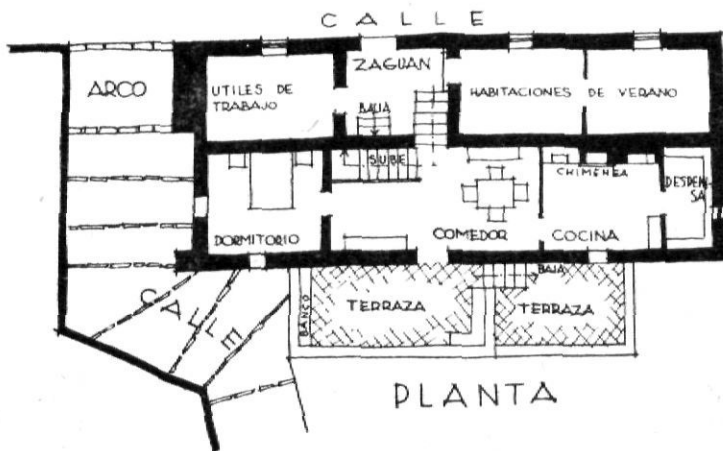 CALLE
ARCO
UTILES DE
TRABAJO
ZAGUAN
BAJA
HABITACIONES DE VERANO
SUBE
CHIMENEA
DESPEN-
SA
DORMITORIO
COMEDOR
COCINA
CALLE
BANCO
TERRAZA
BAJA
TERRAZA
PLANTA